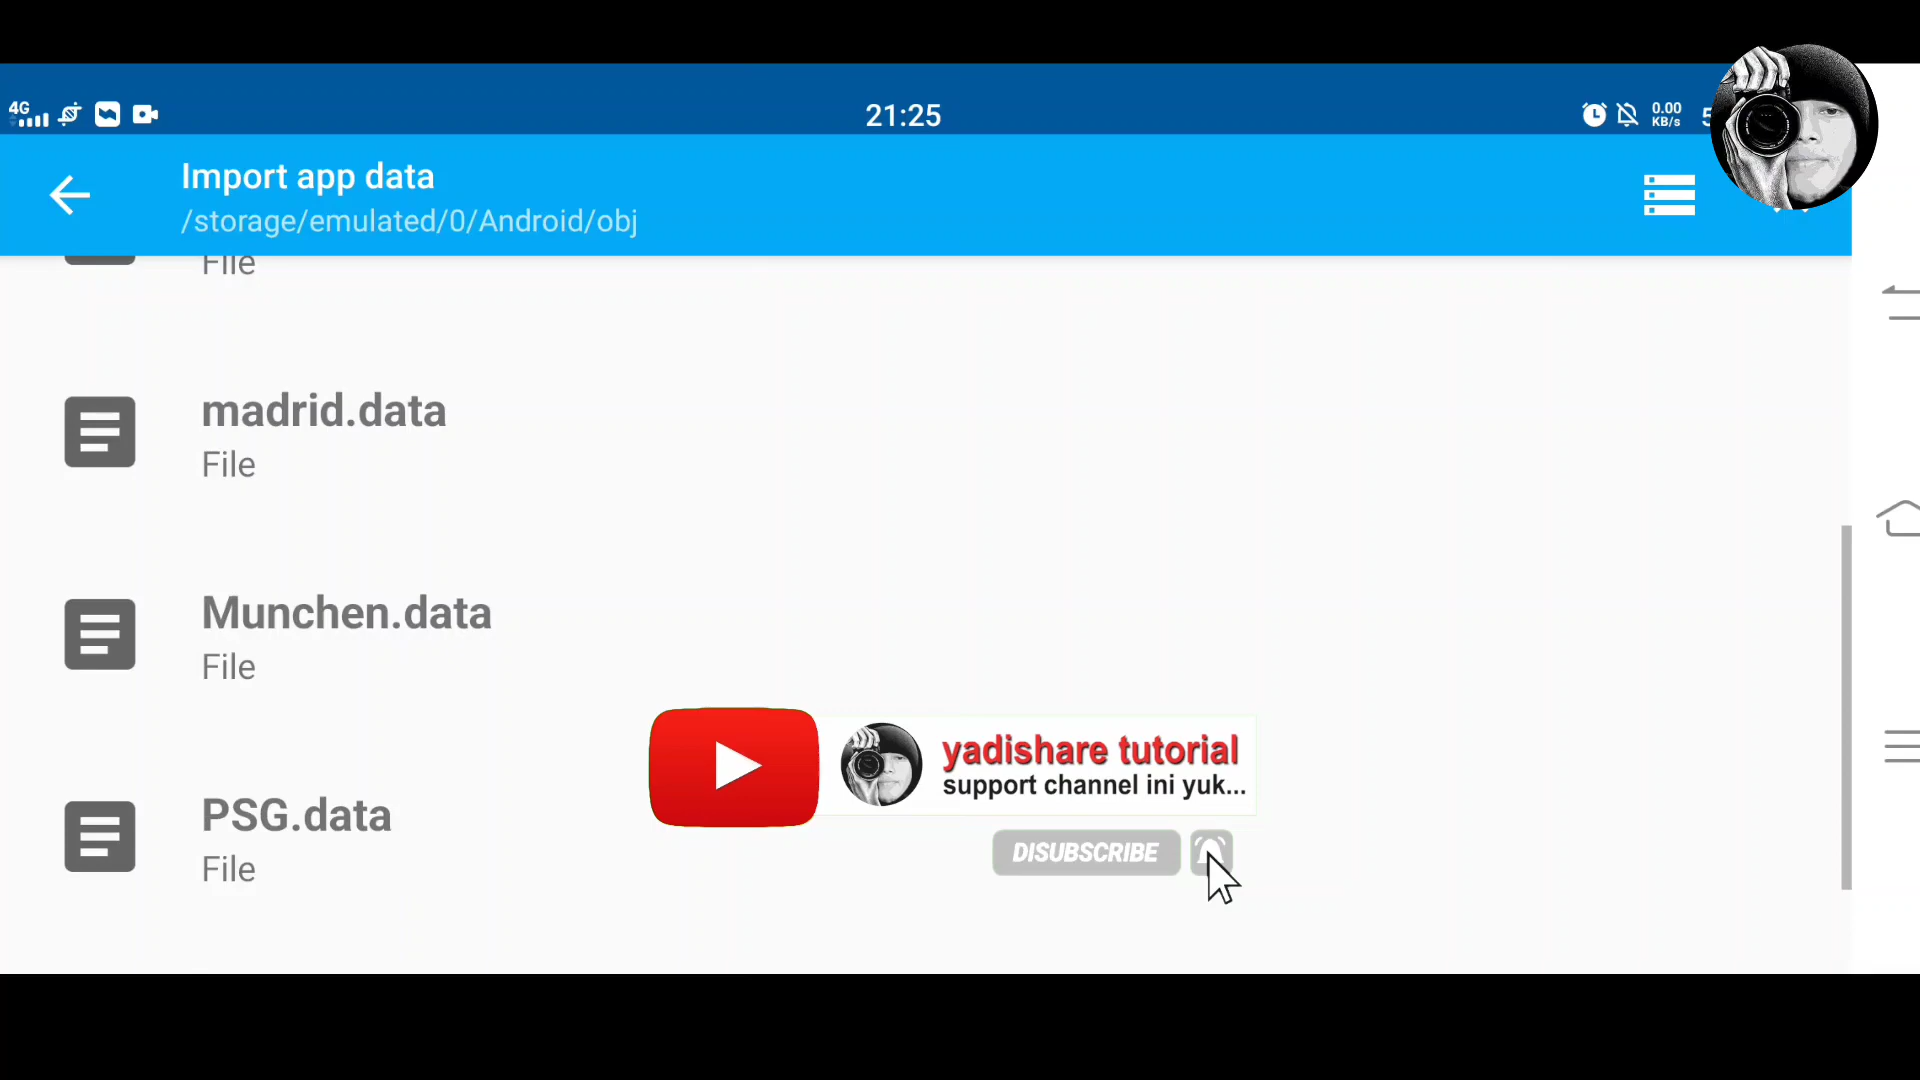 4G
21:25
0.00
KB/s
Import app data
/storage/emulated/0/Android/obj
File
madrid.data
File
Munchen.data
File
yadishare tutorial
support channel ini yuk...
PSG.data
File
DISUBSCRIBE